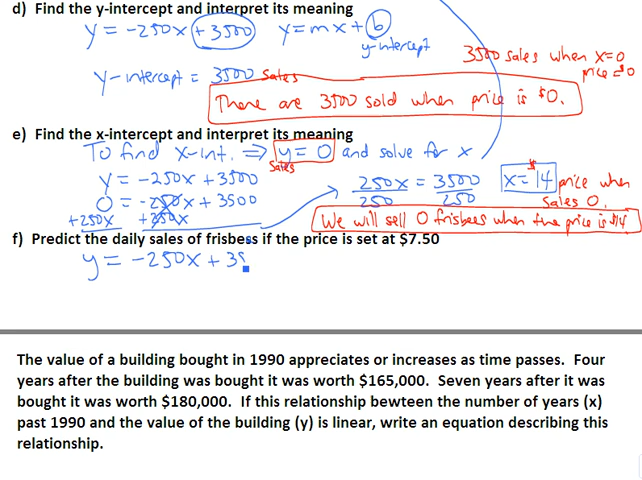 d) Find the y-intercept and interpret its meaning
y = -250x + 3500 y = mx + b
y-intercept
3500 sales when x=0
price = 0
y-intercept = 3500 sales
There are 3500 sold when price is $0.
e) Find the x-intercept and interpret its meaning
To find x-int. ⇒ y = 0 and solve for x
sales
y = -250x + 3500
250x = 3500 x = $14 price when
0 = -250x + 3500
250 250 sales 0.
+250x +250x
We will sell 0 frisbees when the price is $14
f) Predict the daily sales of frisbess if the price is set at $7.50
y = -250x + 35
The value of a building bought in 1990 appreciates or increases as time passes. Four
years after the building was bought it was worth $165,000. Seven years after it was
bought it was worth $180,000. If this relationship bewteen the number of years (x)
past 1990 and the value of the building (y) is linear, write an equation describing this
relationship.